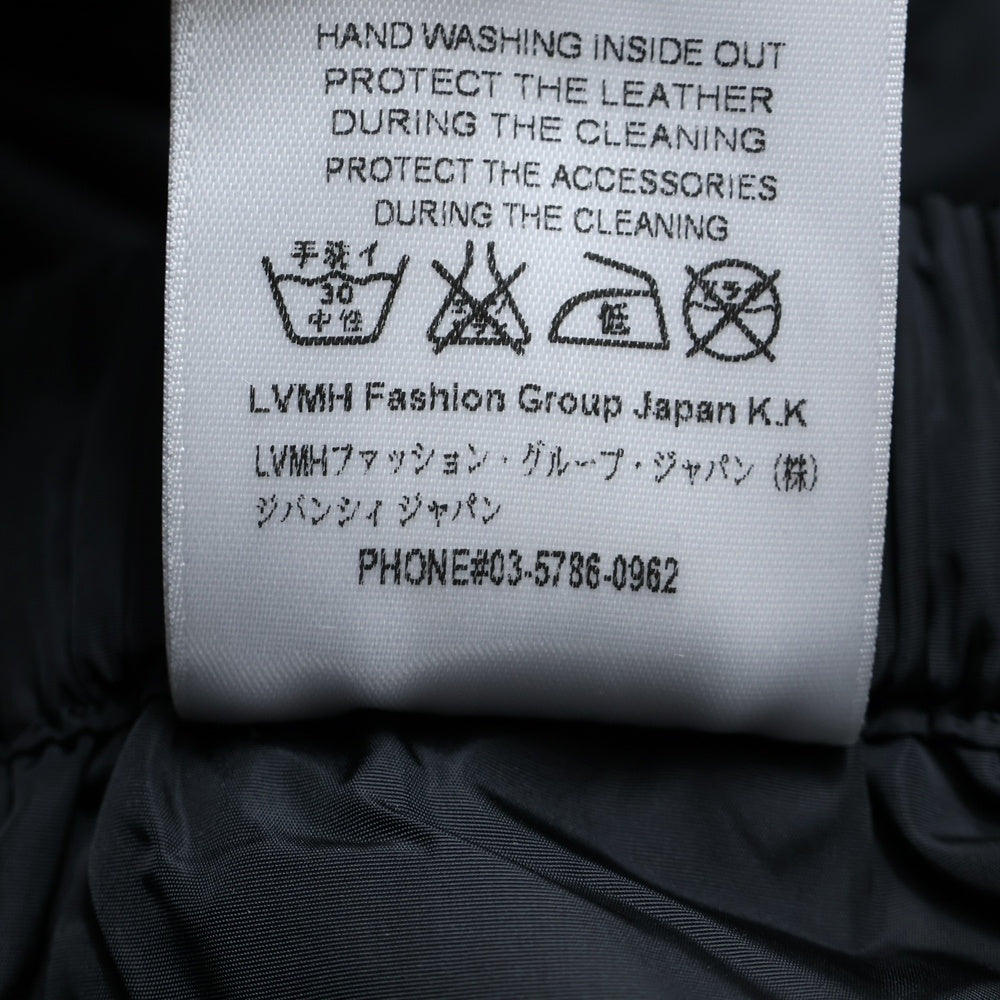 HAND WASHING INSIDE OUT
PROTECT THE LEATHER
DURING THE CLEANING
PROTECT THE ACCESSORIES
DURING THE CLEANING
手洗イ
30
中性
低
LVMH Fashion Group Japan K.K
LVMHファッション・グループ・ジャパン（株）
ジバンシィ ジャパン
PHONE#03-5786-0962